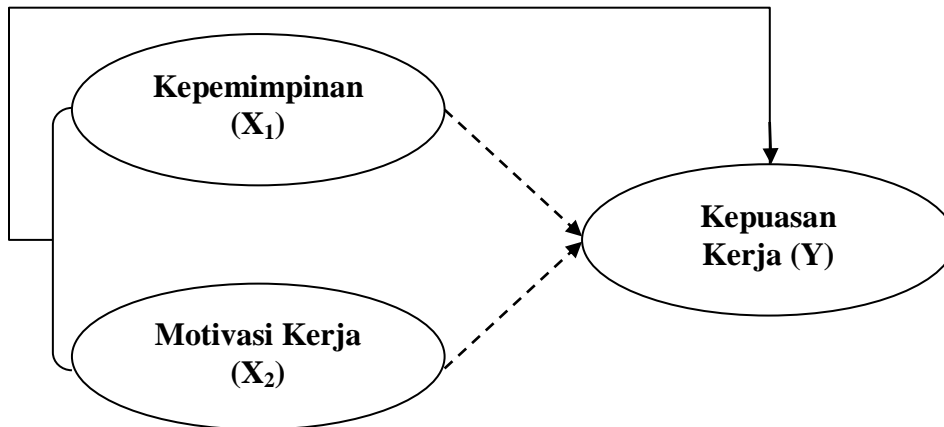 Kepemimpinan
(X₁)
Kepuasan
Kerja (Y)
Motivasi Kerja
(X₂)